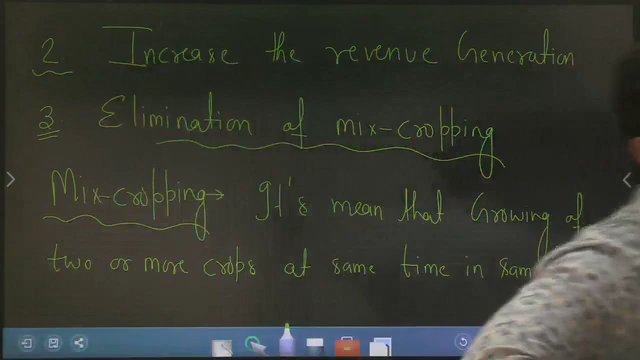 2. Increase the revenue Generation
3. Elimination of mix-cropping
Mix-cropping → It's mean that Growing of
two or more crops at same time in sam